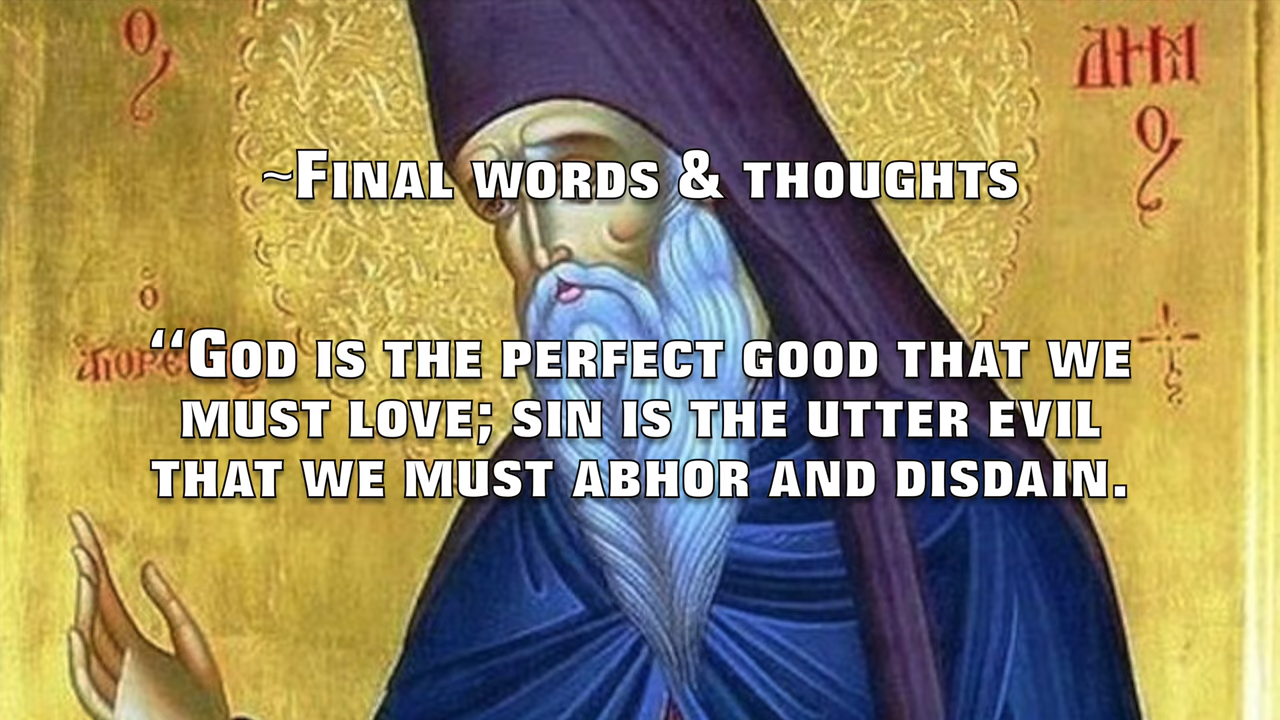 ~Final words & thoughts
“God is the perfect good that we
must love; sin is the utter evil
that we must abhor and disdain.